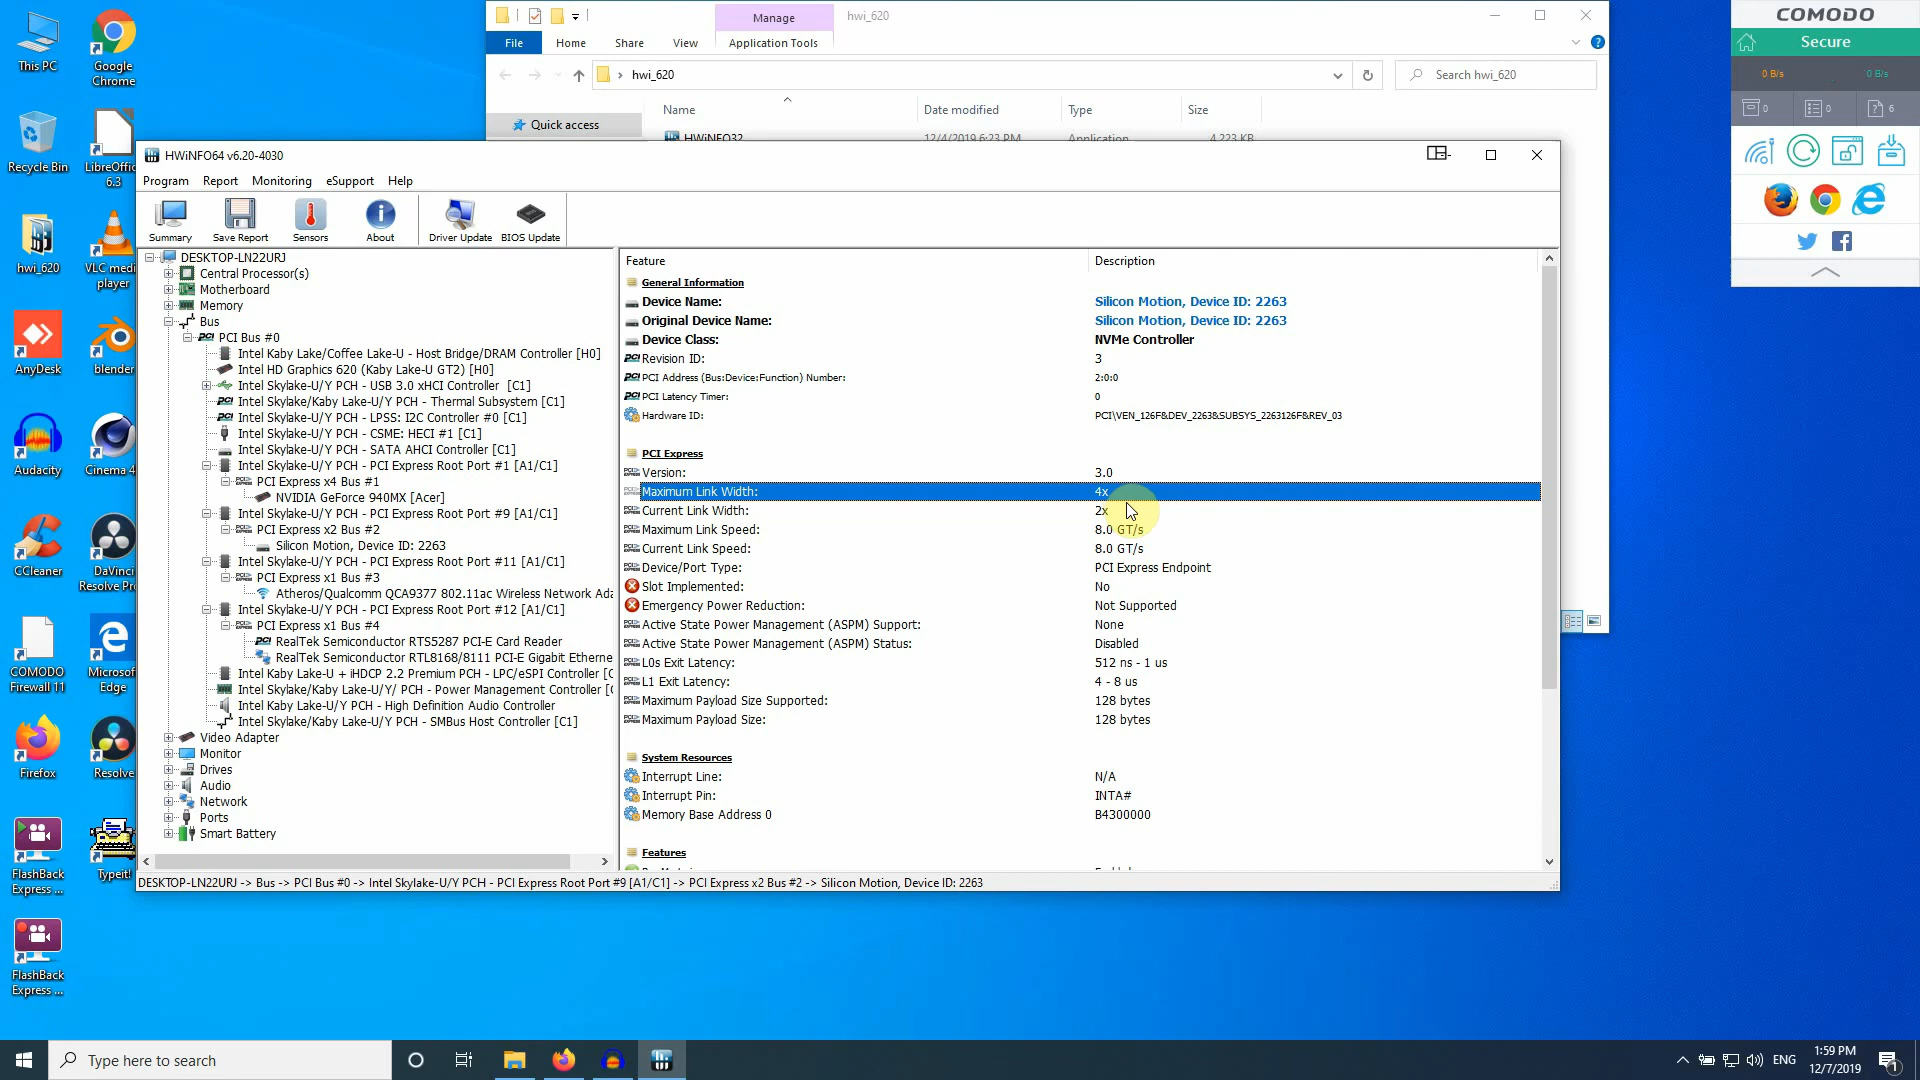 This PC
Google
Chrome
Recycle Bin
LibreOffic
6.3
hwi_620
VLC medi
player
AnyDesk
blender
Audacity
Cinema 4
CCleaner
DaVinci
Resolve Pro
COMODO
Firewall 11
Microsof
Edge
Firefox
Resolve
FlashBack
Express ...
Typeit!
FlashBack
Express ...
Manage
hwi_620
File
Home
Share
View
Application Tools
hwi_620
Search hwi_620
Name
Date modified
Type
Size
Quick access
HWiNFO32
12/4/2019 6:23 PM
Application
4,223 KB
HWiNFO64 v6.20-4030
Program
Report
Monitoring
eSupport
Help
Summary
Save Report
Sensors
About
Driver Update
BIOS Update
DESKTOP-LN22URJ
Central Processor(s)
Motherboard
Memory
Bus
PCI Bus #0
Intel Kaby Lake/Coffee Lake-U - Host Bridge/DRAM Controller [H0]
Intel HD Graphics 620 (Kaby Lake-U GT2) [H0]
Intel Skylake-U/Y PCH - USB 3.0 xHCI Controller [C1]
Intel Skylake/Kaby Lake-U/Y PCH - Thermal Subsystem [C1]
Intel Skylake-U/Y PCH - LPSS: I2C Controller #0 [C1]
Intel Skylake-U/Y PCH - CSME: HECI #1 [C1]
Intel Skylake-U/Y PCH - SATA AHCI Controller [C1]
Intel Skylake-U/Y PCH - PCI Express Root Port #1 [A1/C1]
PCI Express x4 Bus #1
NVIDIA GeForce 940MX [Acer]
Intel Skylake-U/Y PCH - PCI Express Root Port #9 [A1/C1]
PCI Express x2 Bus #2
Silicon Motion, Device ID: 2263
Intel Skylake-U/Y PCH - PCI Express Root Port #11 [A1/C1]
PCI Express x1 Bus #3
Atheros/Qualcomm QCA9377 802.11ac Wireless Network Ada
Intel Skylake-U/Y PCH - PCI Express Root Port #12 [A1/C1]
PCI Express x1 Bus #4
RealTek Semiconductor RTS5287 PCI-E Card Reader
RealTek Semiconductor RTL8168/8111 PCI-E Gigabit Etherne
Intel Kaby Lake-U + iHDCP 2.2 Premium PCH - LPC/eSPI Controller [C
Intel Skylake/Kaby Lake-U/Y/ PCH - Power Management Controller [C
Intel Kaby Lake-U/Y PCH - High Definition Audio Controller
Intel Skylake/Kaby Lake-U/Y PCH - SMBus Host Controller [C1]
Video Adapter
Monitor
Drives
Audio
Network
Ports
Smart Battery
Feature
Description
General Information
Device Name: Silicon Motion, Device ID: 2263
Original Device Name: Silicon Motion, Device ID: 2263
Device Class: NVMe Controller
Revision ID: 3
PCI Address (Bus:Device:Function) Number: 2:0:0
PCI Latency Timer: 0
Hardware ID: PCI\VEN_126F&DEV_2263&SUBSYS_2263126F&REV_03
PCI Express
Version: 3.0
Maximum Link Width: 4x
Current Link Width: 2x
Maximum Link Speed: 8.0 GT/s
Current Link Speed: 8.0 GT/s
Device/Port Type: PCI Express Endpoint
Slot Implemented: No
Emergency Power Reduction: Not Supported
Active State Power Management (ASPM) Support: None
Active State Power Management (ASPM) Status: Disabled
L0s Exit Latency: 512 ns - 1 us
L1 Exit Latency: 4 - 8 us
Maximum Payload Size Supported: 128 bytes
Maximum Payload Size: 128 bytes
System Resources
Interrupt Line: N/A
Interrupt Pin: INTA#
Memory Base Address 0 B4300000
Features
DESKTOP-LN22URJ -> Bus -> PCI Bus #0 -> Intel Skylake-U/Y PCH - PCI Express Root Port #9 [A1/C1] -> PCI Express x2 Bus #2 -> Silicon Motion, Device ID: 2263
COMODO
Secure
0 B/s
0 B/s
0
0
6
Type here to search
ENG
1:59 PM
12/7/2019
1